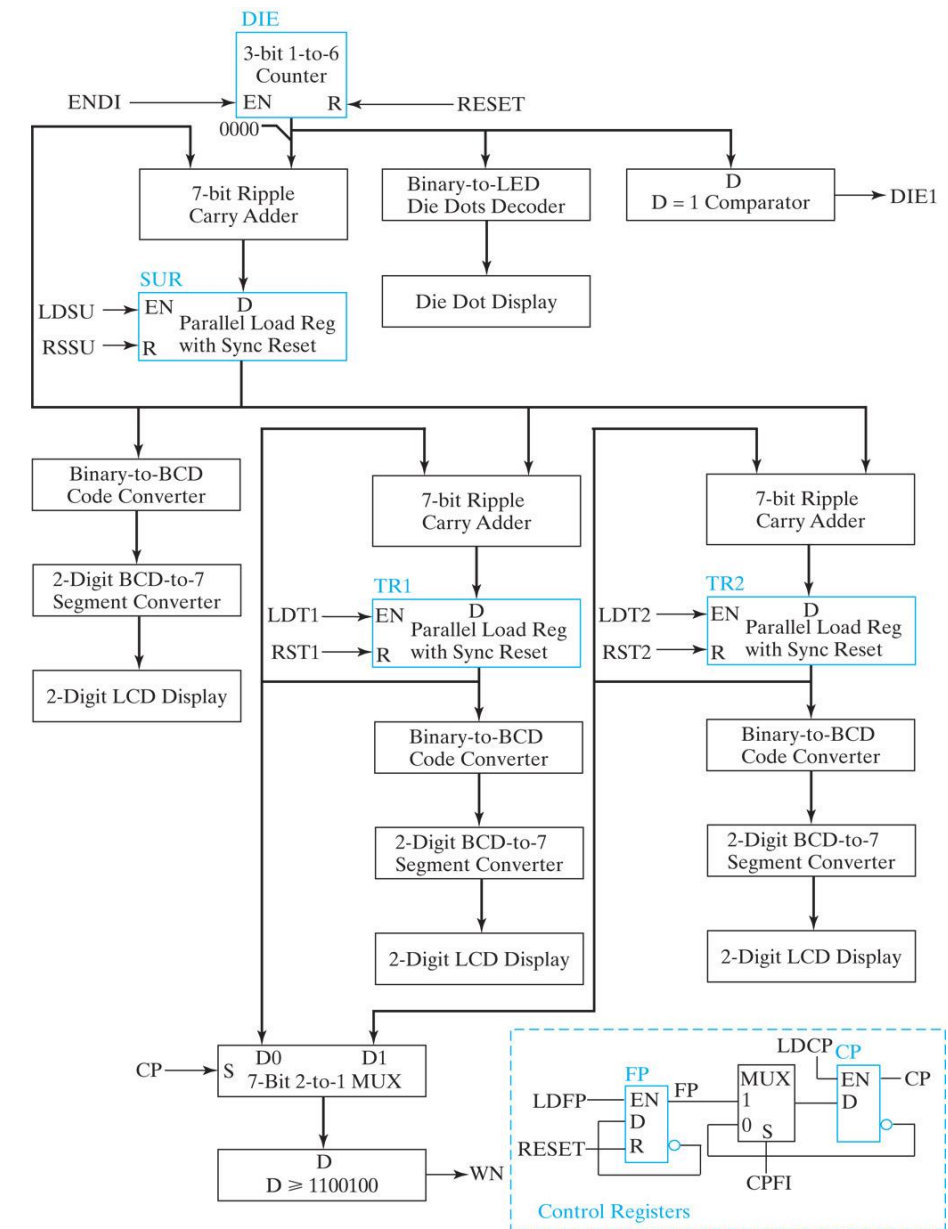 DIE
3-bit 1-to-6
Counter
ENDI
EN
R
RESET
0000
7-bit Ripple
Carry Adder
Binary-to-LED
Die Dots Decoder
D
D = 1 Comparator
DIE1
SUR
Die Dot Display
LDSU
EN
D
Parallel Load Reg
RSSU
R
with Sync Reset
Binary-to-BCD
Code Converter
7-bit Ripple
Carry Adder
7-bit Ripple
Carry Adder
2-Digit BCD-to-7
Segment Converter
TR1
LDT1
EN
D
Parallel Load Reg
RST1
R
with Sync Reset
TR2
LDT2
EN
D
Parallel Load Reg
RST2
R
with Sync Reset
2-Digit LCD Display
Binary-to-BCD
Code Converter
Binary-to-BCD
Code Converter
2-Digit BCD-to-7
Segment Converter
2-Digit BCD-to-7
Segment Converter
2-Digit LCD Display
2-Digit LCD Display
CP
S
D0
D1
7-Bit 2-to-1 MUX
D
D ⩾ 1100100
WN
LDFP
FP
EN
D
R
RESET
FP
MUX
1
0
S
CPFI
LDCP
CP
EN
D
CP
Control Registers